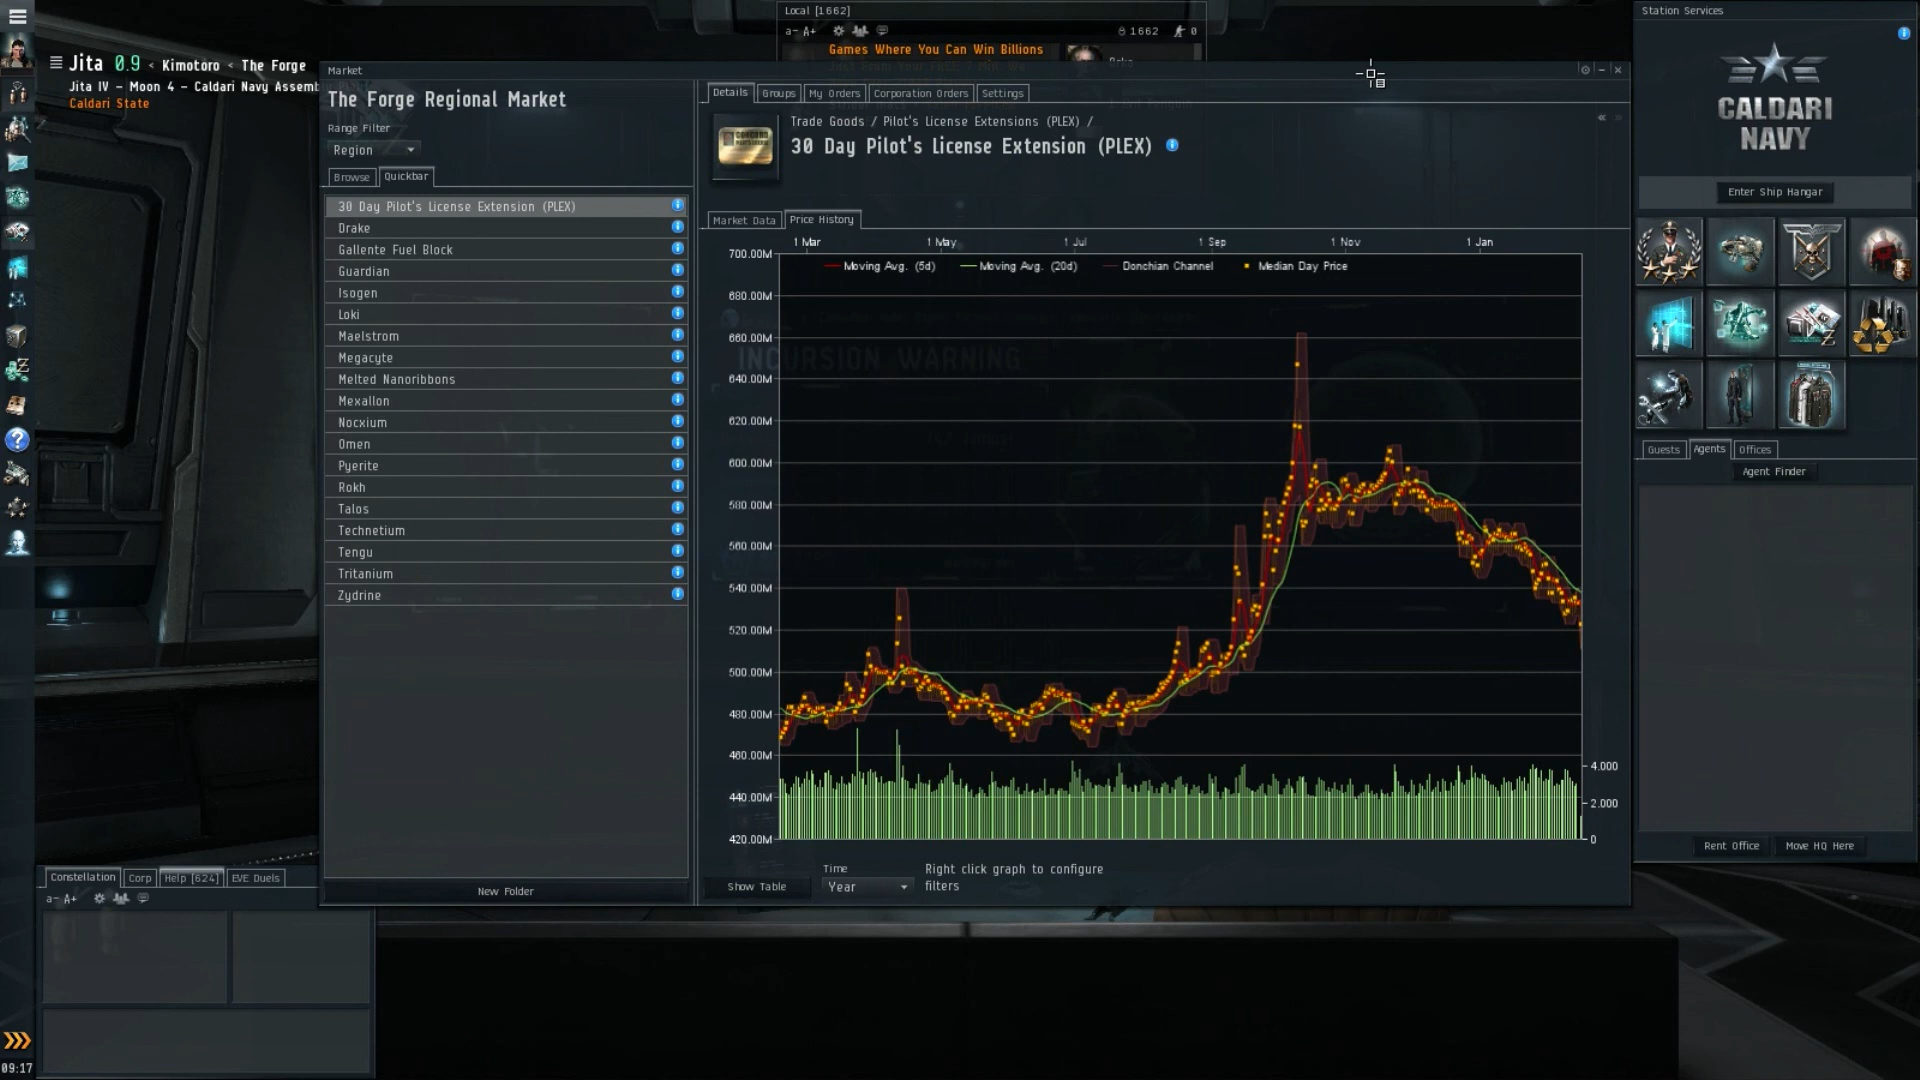 Local [1662]
a- A+
1662
0
Games Where You Can Win Billions
Station Services
Jita 0.9 < Kimotoro < The Forge
Jita IV - Moon 4 - Caldari Navy Assemb
Caldari State
Market
The Forge Regional Market
Range Filter
Region
Browse
Quickbar
30 Day Pilot's License Extension (PLEX)
Drake
Gallente Fuel Block
Guardian
Isogen
Loki
Maelstrom
Megacyte
Melted Nanoribbons
Mexallon
Nocxium
Omen
Pyerite
Rokh
Talos
Technetium
Tengu
Tritanium
Zydrine
New Folder
Details
Groups
My Orders
Corporation Orders
Settings
Trade Goods / Pilot's License Extensions (PLEX) /
30 Day Pilot's License Extension (PLEX)
Market Data
Price History
1 Mar
1 May
1 Jul
1 Sep
1 Nov
1 Jan
Moving Avg. (5d)
Moving Avg. (20d)
Donchian Channel
Median Day Price
INCURSION WARNING
700.00M
680.00M
660.00M
640.00M
620.00M
600.00M
580.00M
560.00M
540.00M
520.00M
500.00M
480.00M
460.00M
440.00M
420.00M
4.000
2.000
0
Show Table
Time
Year
Right click graph to configure
filters
CALDARI
NAVY
Enter Ship Hangar
Guests
Agents
Offices
Agent Finder
Rent Office
Move HQ Here
Constellation
Corp
Help [624]
EVE Duels
a- A+
09:17